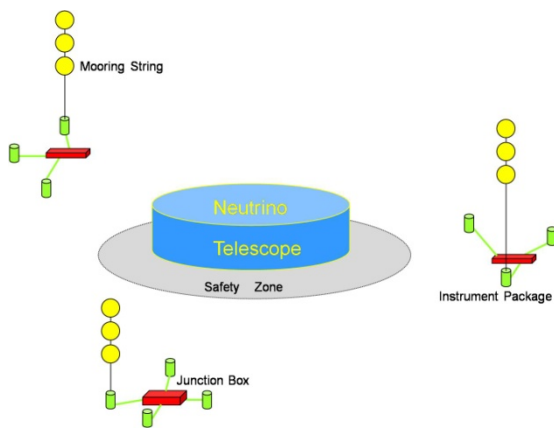 Mooring String
Neutrino
Telescope
Safety Zone
Instrument Package
Junction Box